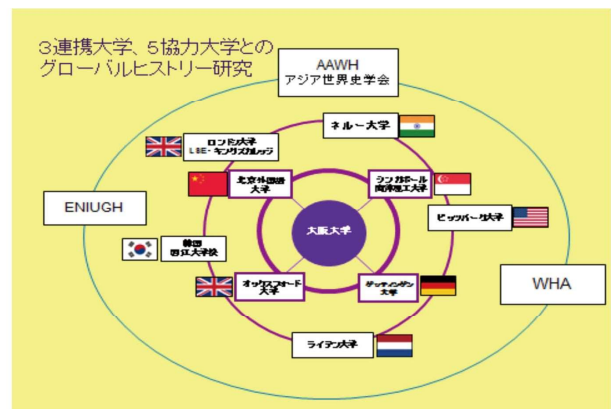 ３連携大学、５協力大学との
グローバルヒストリー研究
AAWH
アジア世界史学会
ネルー大学
ロンドン大学
LSE・キングズカレッジ
北京外国語
大学
シンガポール
南洋理工大学
ENIUGH
大阪大学
ピッツバーグ大学
韓国
西江大学校
WHA
オックスフォード
大学
ゲッティンゲン
大学
ライデン大学